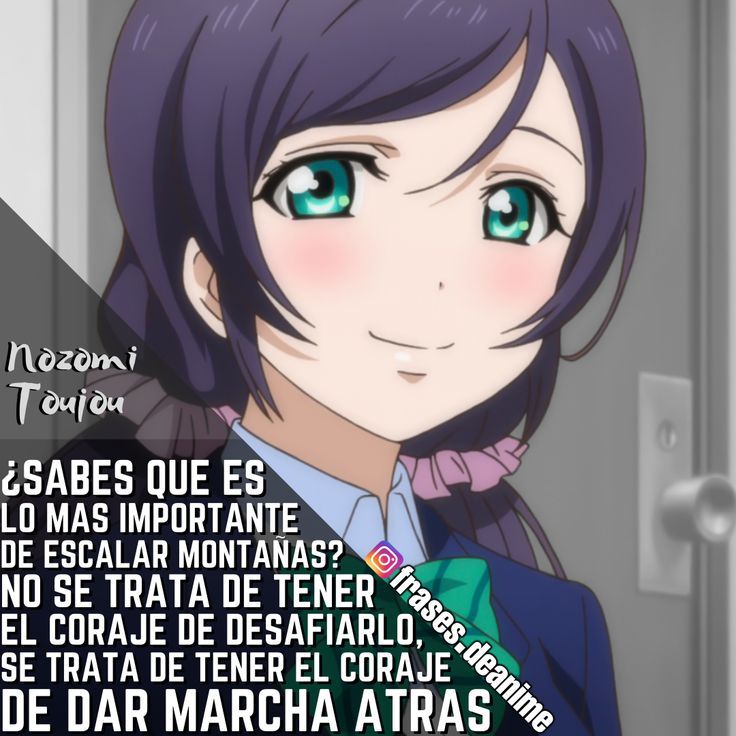 Nozomi
Toujou
¿SABES QUE ES
LO MAS IMPORTANTE
DE ESCALAR MONTAÑAS?
NO SE TRATA DE TENER
EL CORAJE DE DESAFIARLO,
SE TRATA DE TENER EL CORAJE
DE DAR MARCHA ATRAS
frases.deanime